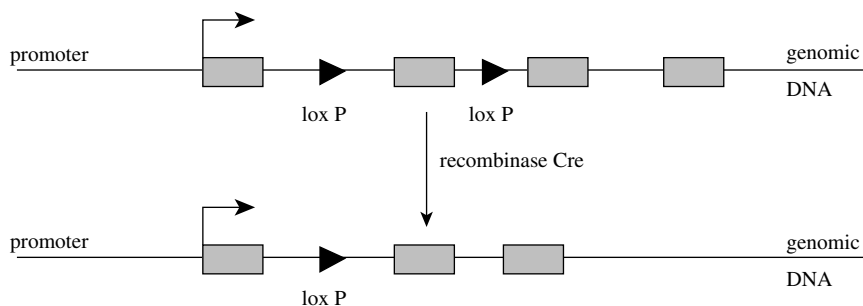 promoter
genomic
DNA
lox P
lox P
recombinase Cre
promoter
genomic
DNA
lox P